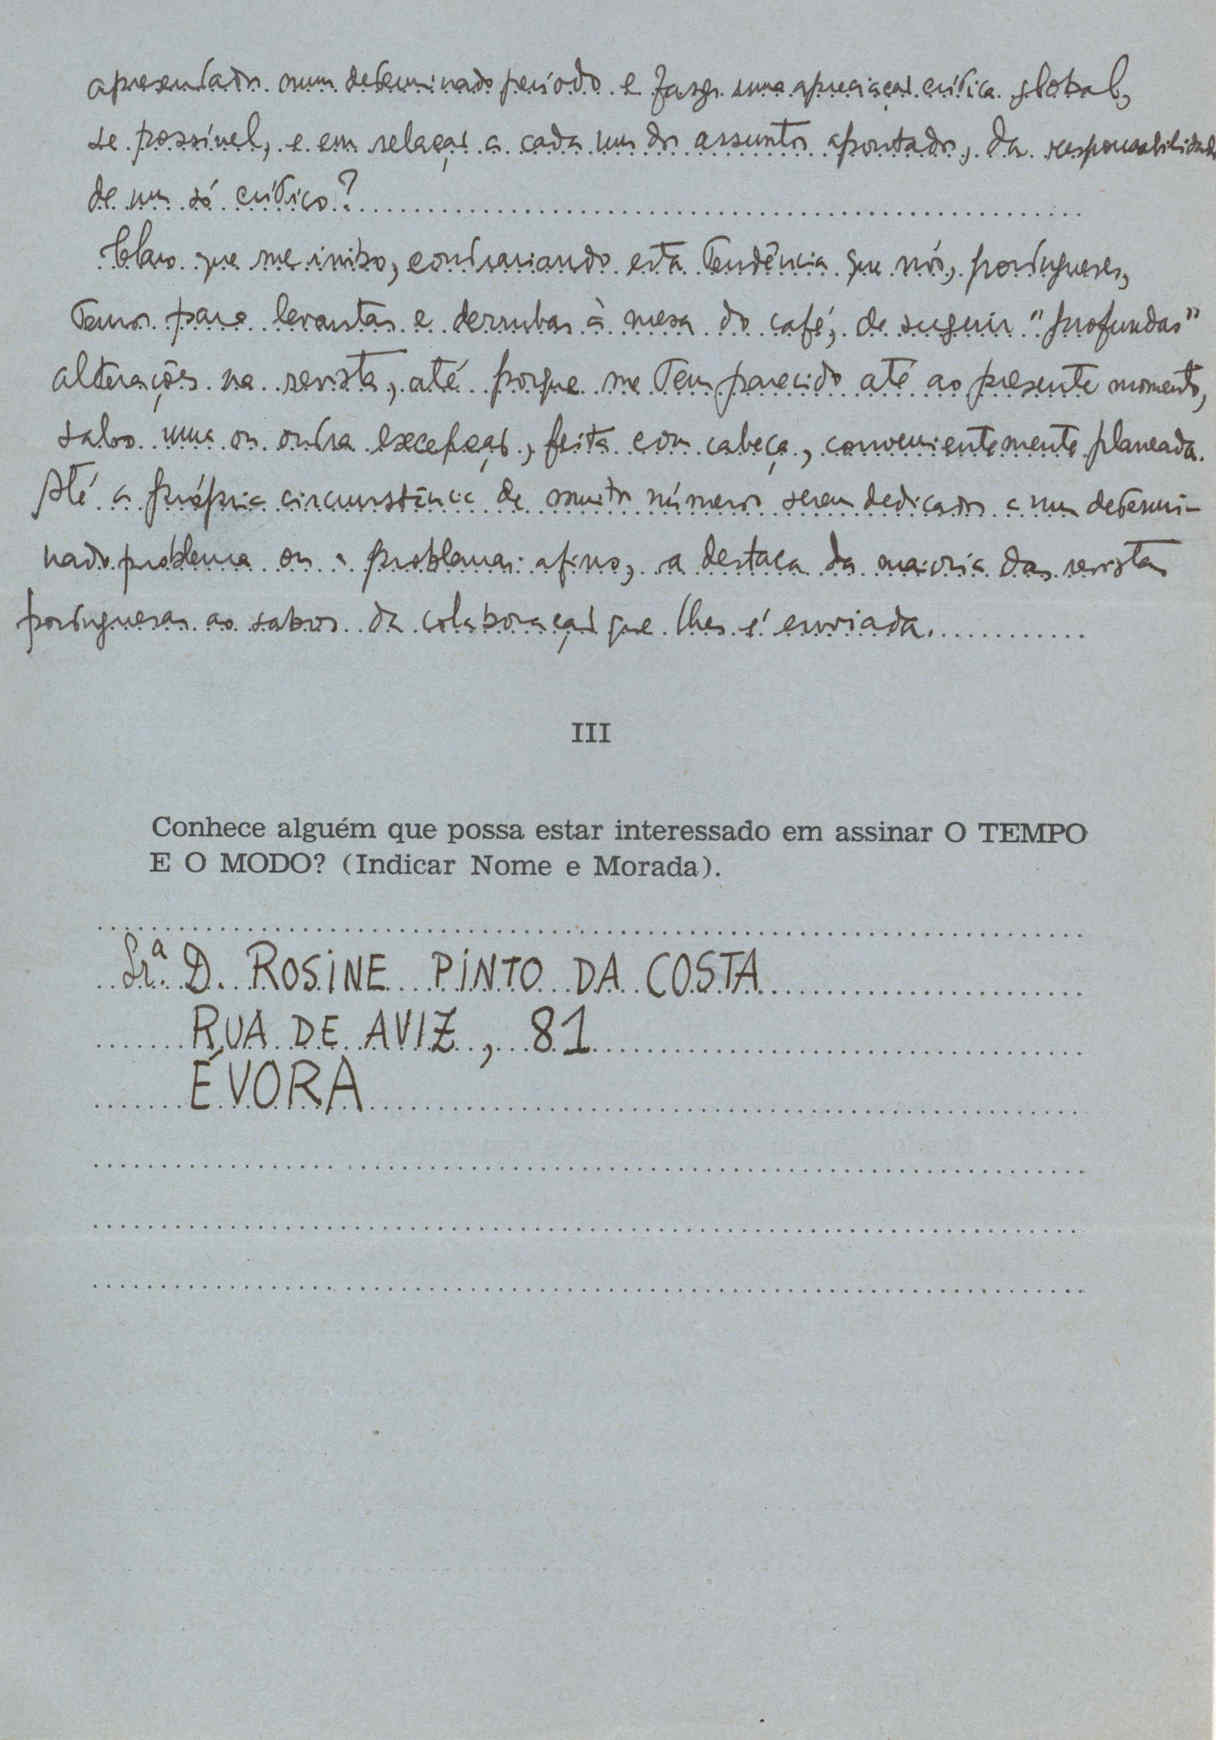 apresentados num determinado período e fazer uma apreciação crítica global,
se possível, e em relação a cada um dos assuntos apontados, da responsabilidade
de um só crítico?
Claro que me inibo, contrariando esta tendência que nós, portugueses,
temos para levantar e derrubar à mesa do café, de sugerir "profundas"
alterações na revista, até porque me tem parecido até ao presente momento,
salvo uma ou outra excepção, feita com cabeça, convenientemente planeada.
Até a própria circunstância de muitos números serem dedicados a um determi-
nado problema ou a problemas afins, a destaca da maioria das revistas
portuguesas ao sabor da colaboração que lhes é enviada.
III
Conhece alguém que possa estar interessado em assinar O TEMPO
E O MODO? (Indicar Nome e Morada).
Sr.ª D. ROSINE PINTO DA COSTA
RUA DE AVIZ, 81
ÉVORA